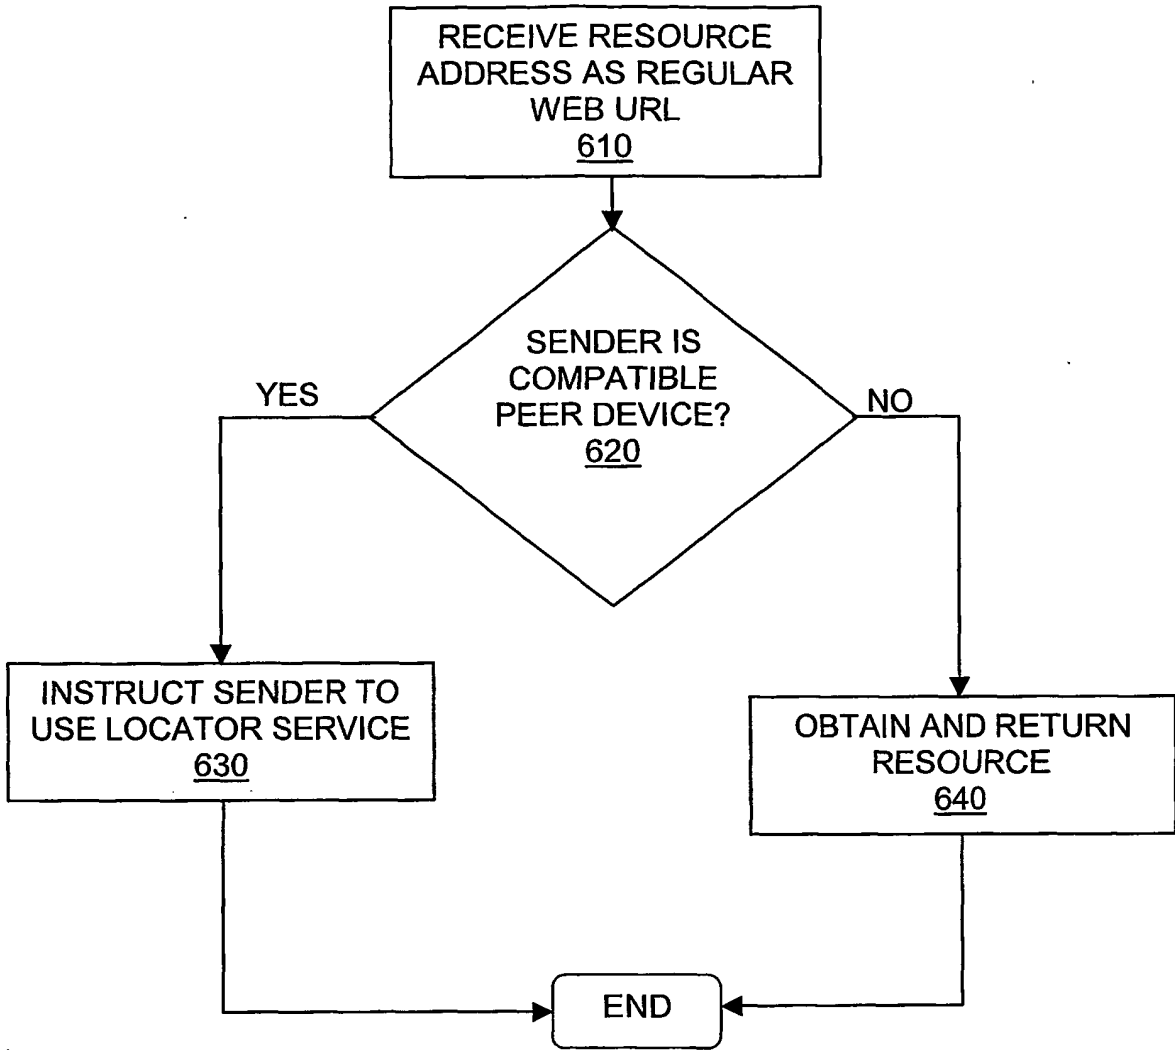 RECEIVE RESOURCE
ADDRESS AS REGULAR
WEB URL
610
SENDER IS
COMPATIBLE
PEER DEVICE?
620
YES
NO
INSTRUCT SENDER TO
USE LOCATOR SERVICE
630
OBTAIN AND RETURN
RESOURCE
640
END